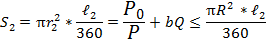 S₂ = πr₂² * ℓ₂/360 = P₀/P + bQ ≤ πR² * ℓ₂/360